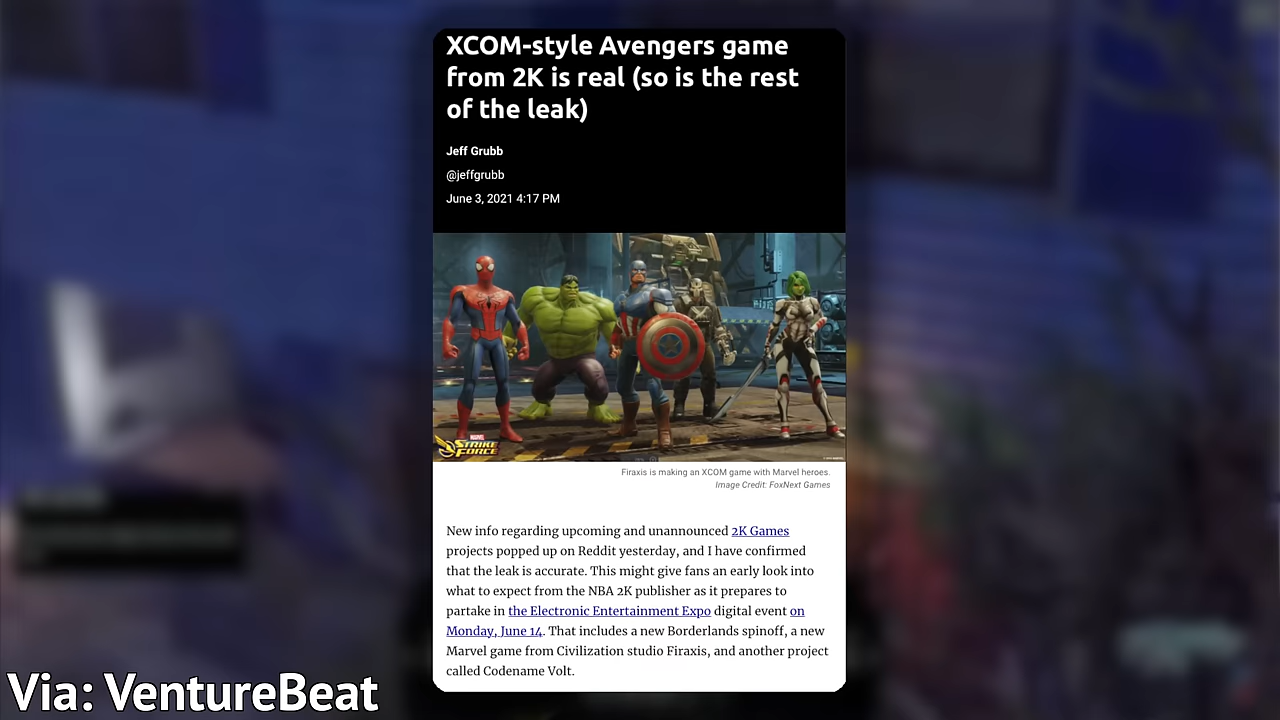 XCOM-style Avengers game
from 2K is real (so is the rest
of the leak)
Jeff Grubb
@jeffgrubb
June 3, 2021 4:17 PM
MARVEL
STRIKE
FORCE
Firaxis is making an XCOM game with Marvel heroes.
Image Credit: FoxNext Games
New info regarding upcoming and unannounced 2K Games
projects popped up on Reddit yesterday, and I have confirmed
that the leak is accurate. This might give fans an early look into
what to expect from the NBA 2K publisher as it prepares to
partake in the Electronic Entertainment Expo digital event on
Monday, June 14. That includes a new Borderlands spinoff, a new
Marvel game from Civilization studio Firaxis, and another project
called Codename Volt.
Via: VentureBeat